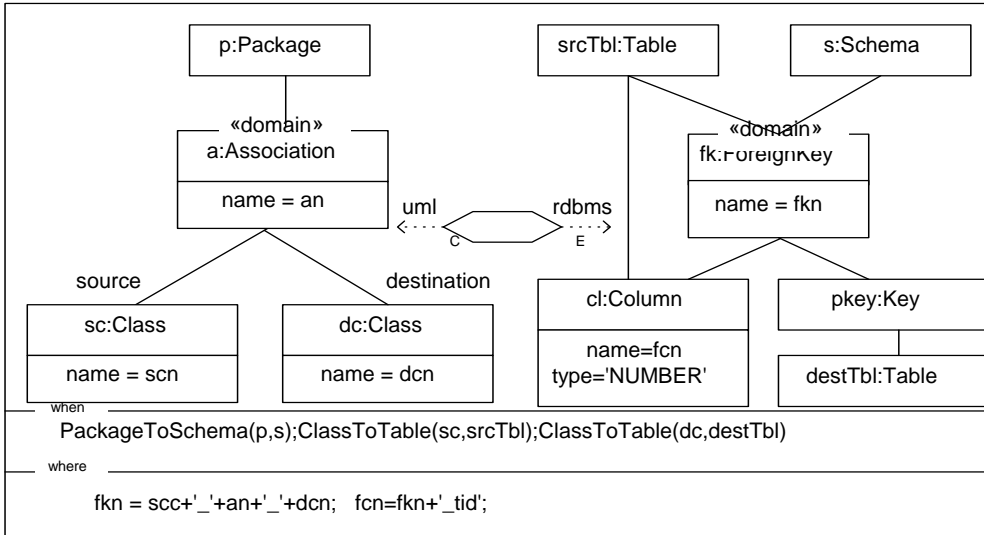 p:Package
srcTbl:Table
s:Schema
«domain»
a:Association
name = an
«domain»
fk:ForeignKey
name = fkn
uml
rdbms
C
E
source
destination
sc:Class
name = scn
dc:Class
name = dcn
cl:Column
name=fcn
type='NUMBER'
pkey:Key
destTbl:Table
when
PackageToSchema(p,s);ClassToTable(sc,srcTbl);ClassToTable(dc,destTbl)
where
fkn = scc+'_'+an+'_'+dcn; fcn=fkn+'_tid';